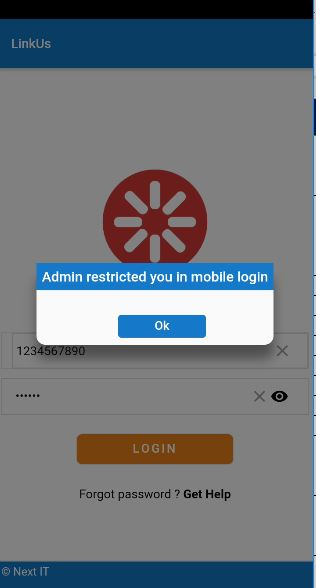 LinkUs
Admin restricted you in mobile login
Ok
1234567890
••••••
LOGIN
Forgot password ? Get Help
© Next IT